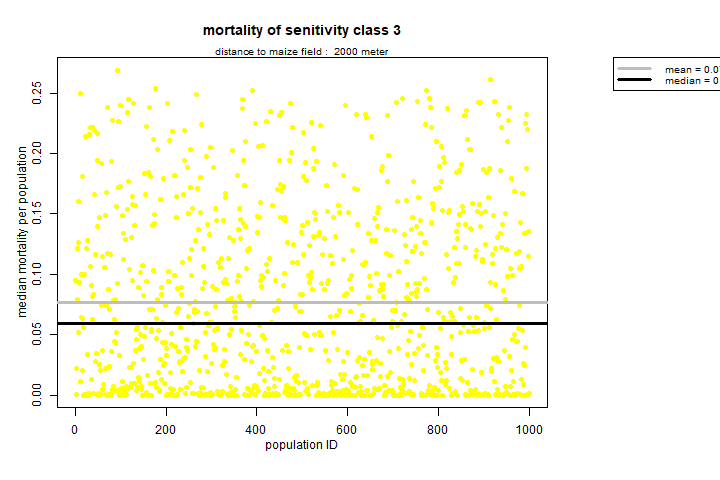 mortality of senitivity class 3
distance to maize field : 2000 meter
mean = 0.0
median = 0
median mortality per population
0.25
0.20
0.15
0.10
0.05
0.00
0 200 400 600 800 1000
population ID